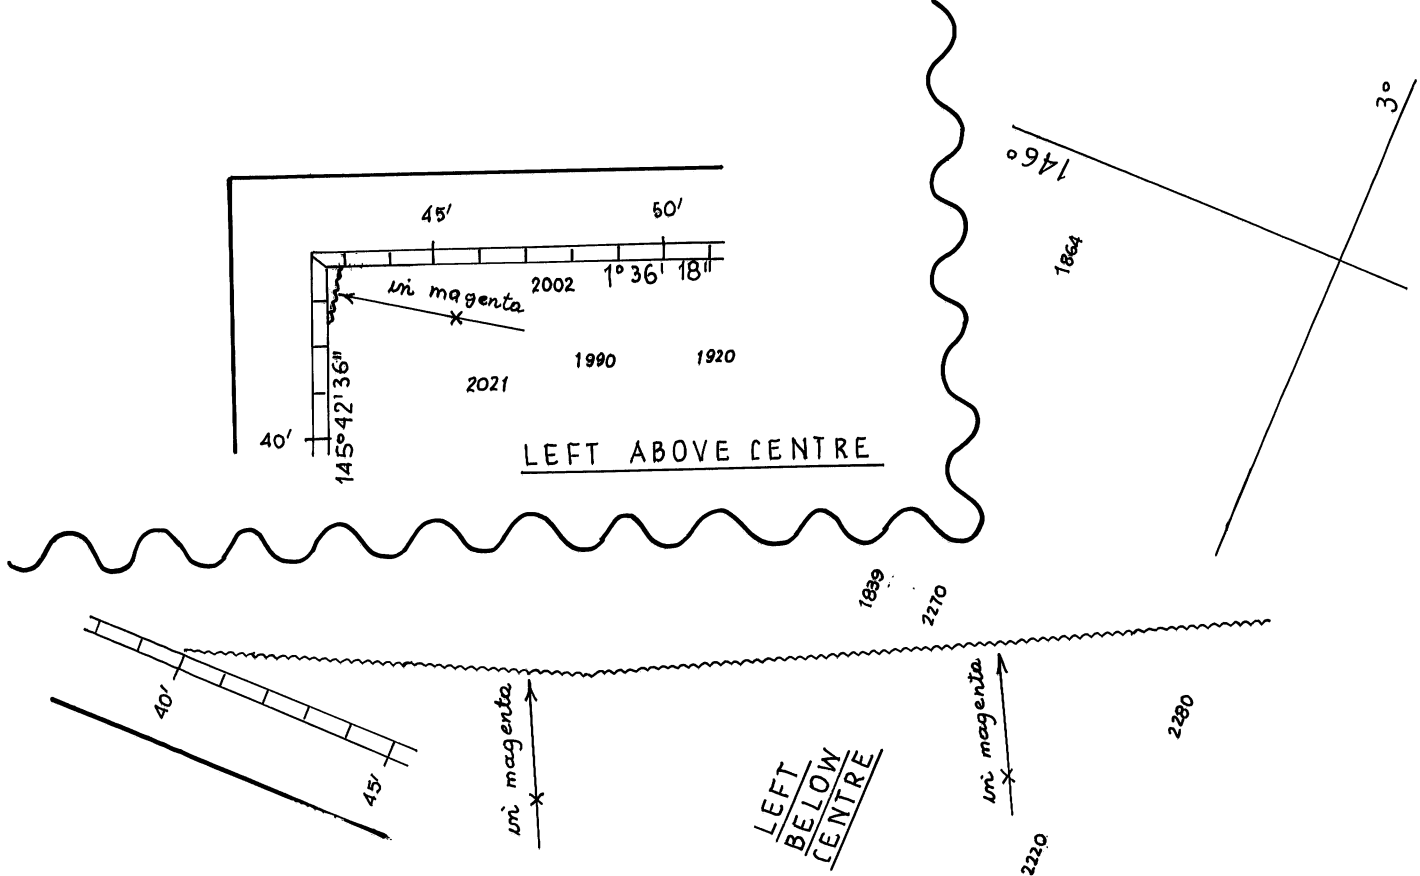 3°
146°
1864
45' 50'
in magenta
2002
1° 36' 18"
1990
1920
2021
145° 42' 36"
40'
LEFT ABOVE CENTRE
1839
2270
40'
45'
in magenta
in magenta
2280
LEFT
BELOW
CENTRE
2220